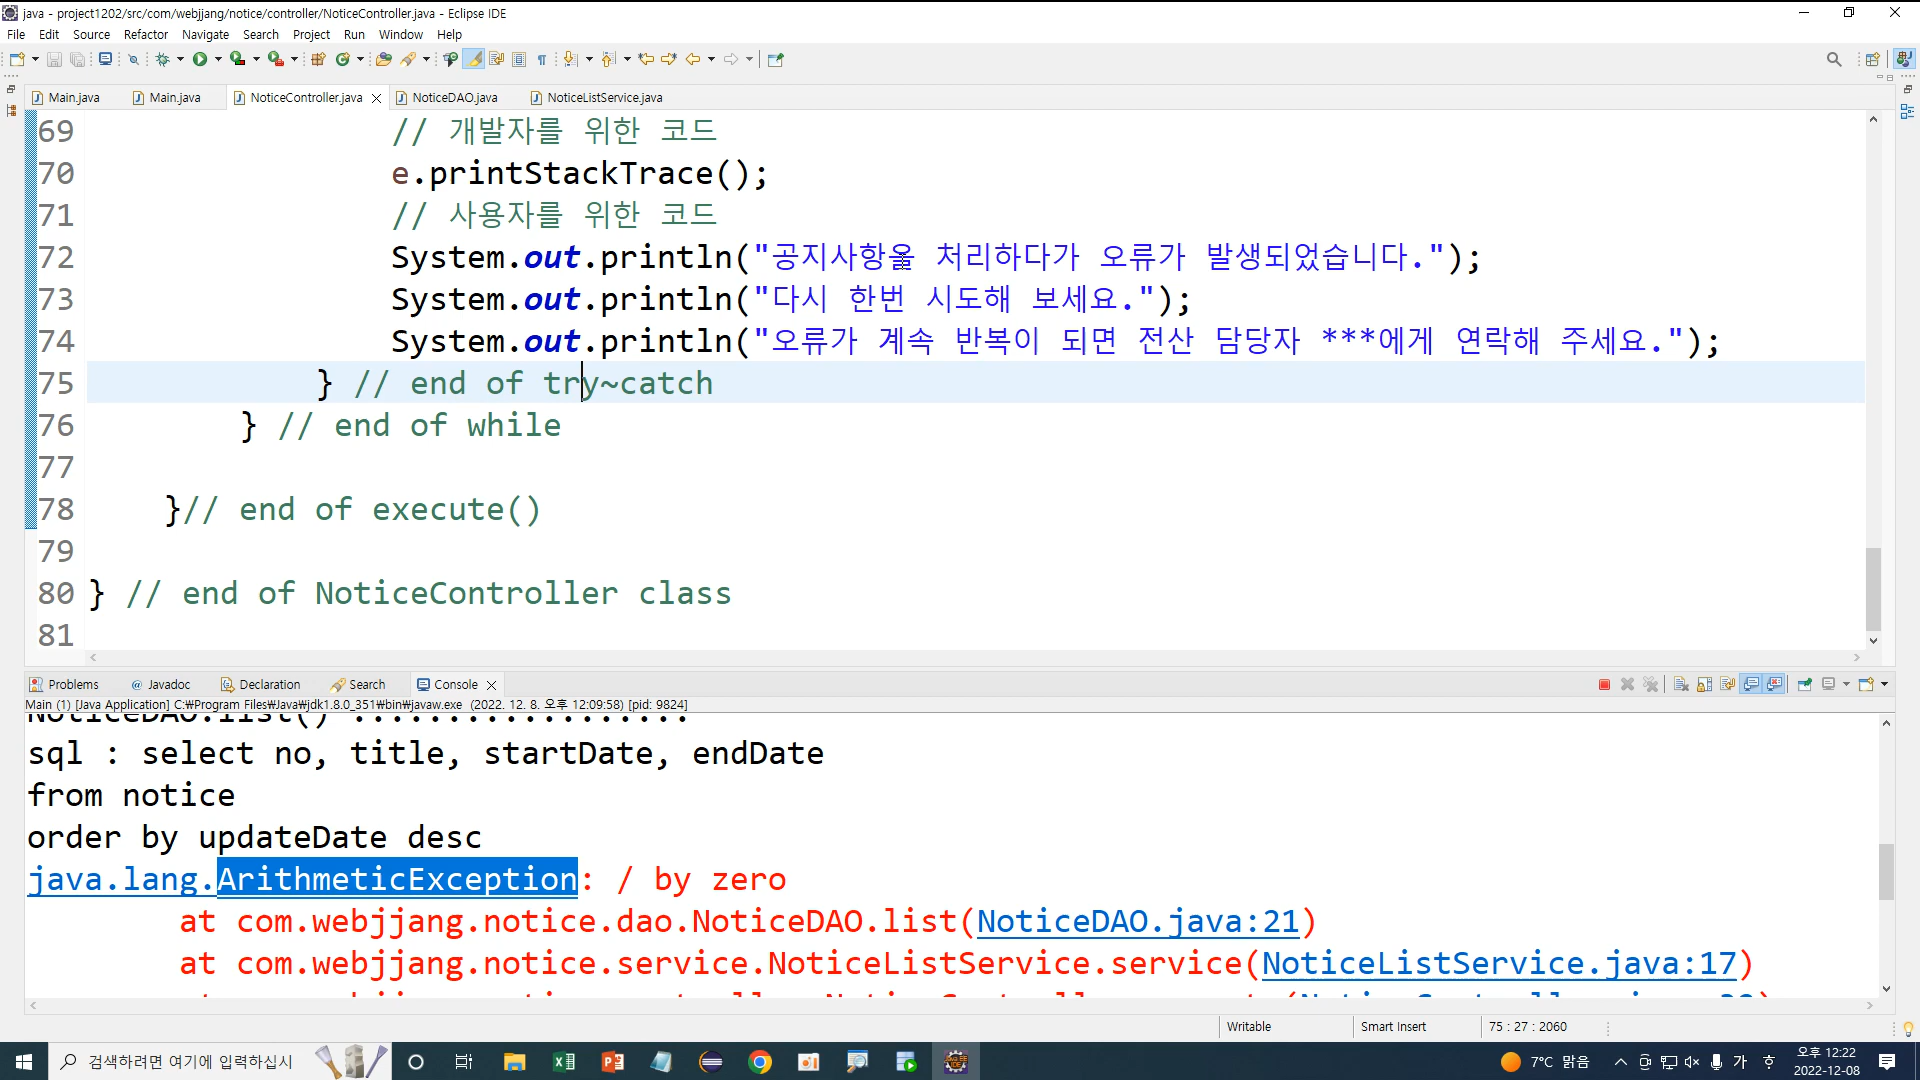 java - project1202/src/com/webjjang/notice/controller/NoticeController.java - Eclipse IDE
File Edit Source Refactor Navigate Search Project Run Window Help
Main.java Main.java NoticeController.java NoticeDAO.java NoticeListService.java
69 // 개발자를 위한 코드
70 e.printStackTrace();
71 // 사용자를 위한 코드
72 System.out.println("공지사항을 처리하다가 오류가 발생되었습니다.");
73 System.out.println("다시 한번 시도해 보세요.");
74 System.out.println("오류가 계속 반복이 되면 전산 담당자 ***에게 연락해 주세요.");
75 } // end of try~catch
76 } // end of while
77
78 }// end of execute()
79
80 } // end of NoticeController class
81
Problems @ Javadoc Declaration Search Console
Main (1) [Java Application] C:₩Program Files₩Java₩jdk1.8.0_351₩bin₩javaw.exe (2022. 12. 8. 오후 12:09:58) [pid: 9824]
NoticeDAO.list() ..................
sql : select no, title, startDate, endDate
from notice
order by updateDate desc
java.lang.ArithmeticException: / by zero
at com.webjjang.notice.dao.NoticeDAO.list(NoticeDAO.java:21)
at com.webjjang.notice.service.NoticeListService.service(NoticeListService.java:17)
Writable Smart Insert 75 : 27 : 2060
검색하려면 여기에 입력하십시 7°C 맑음 가 오후 12:22
2022-12-08